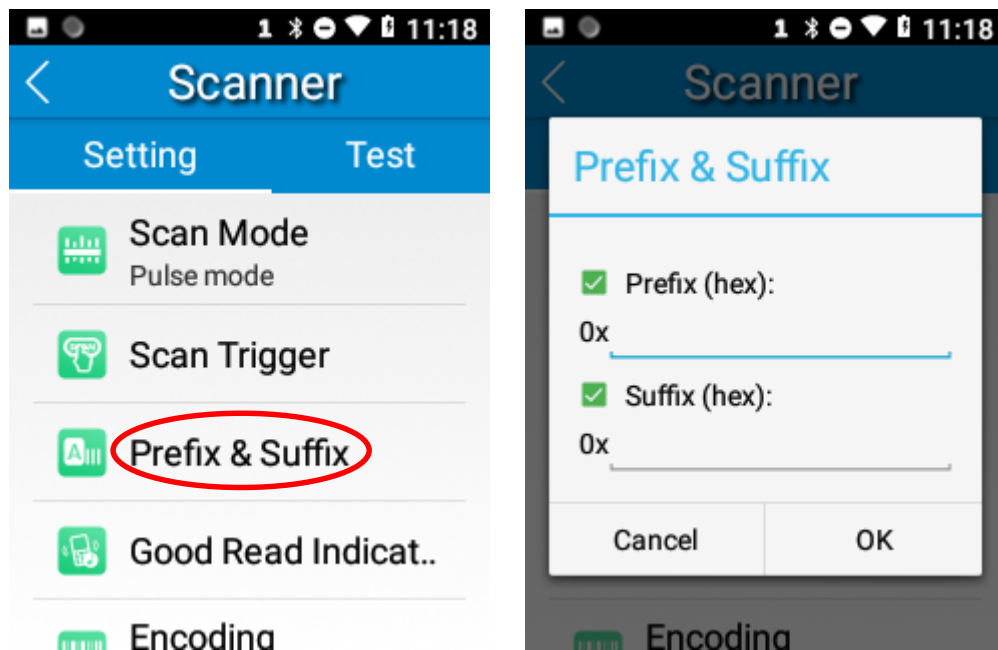 1 11:18
Scanner
Setting Test
Scan Mode
Pulse mode
Scan Trigger
Prefix & Suffix
Good Read Indicat..
Encoding
1 11:18
Scanner
Prefix & Suffix
Prefix (hex):
0x
Suffix (hex):
0x
Cancel OK
Encoding